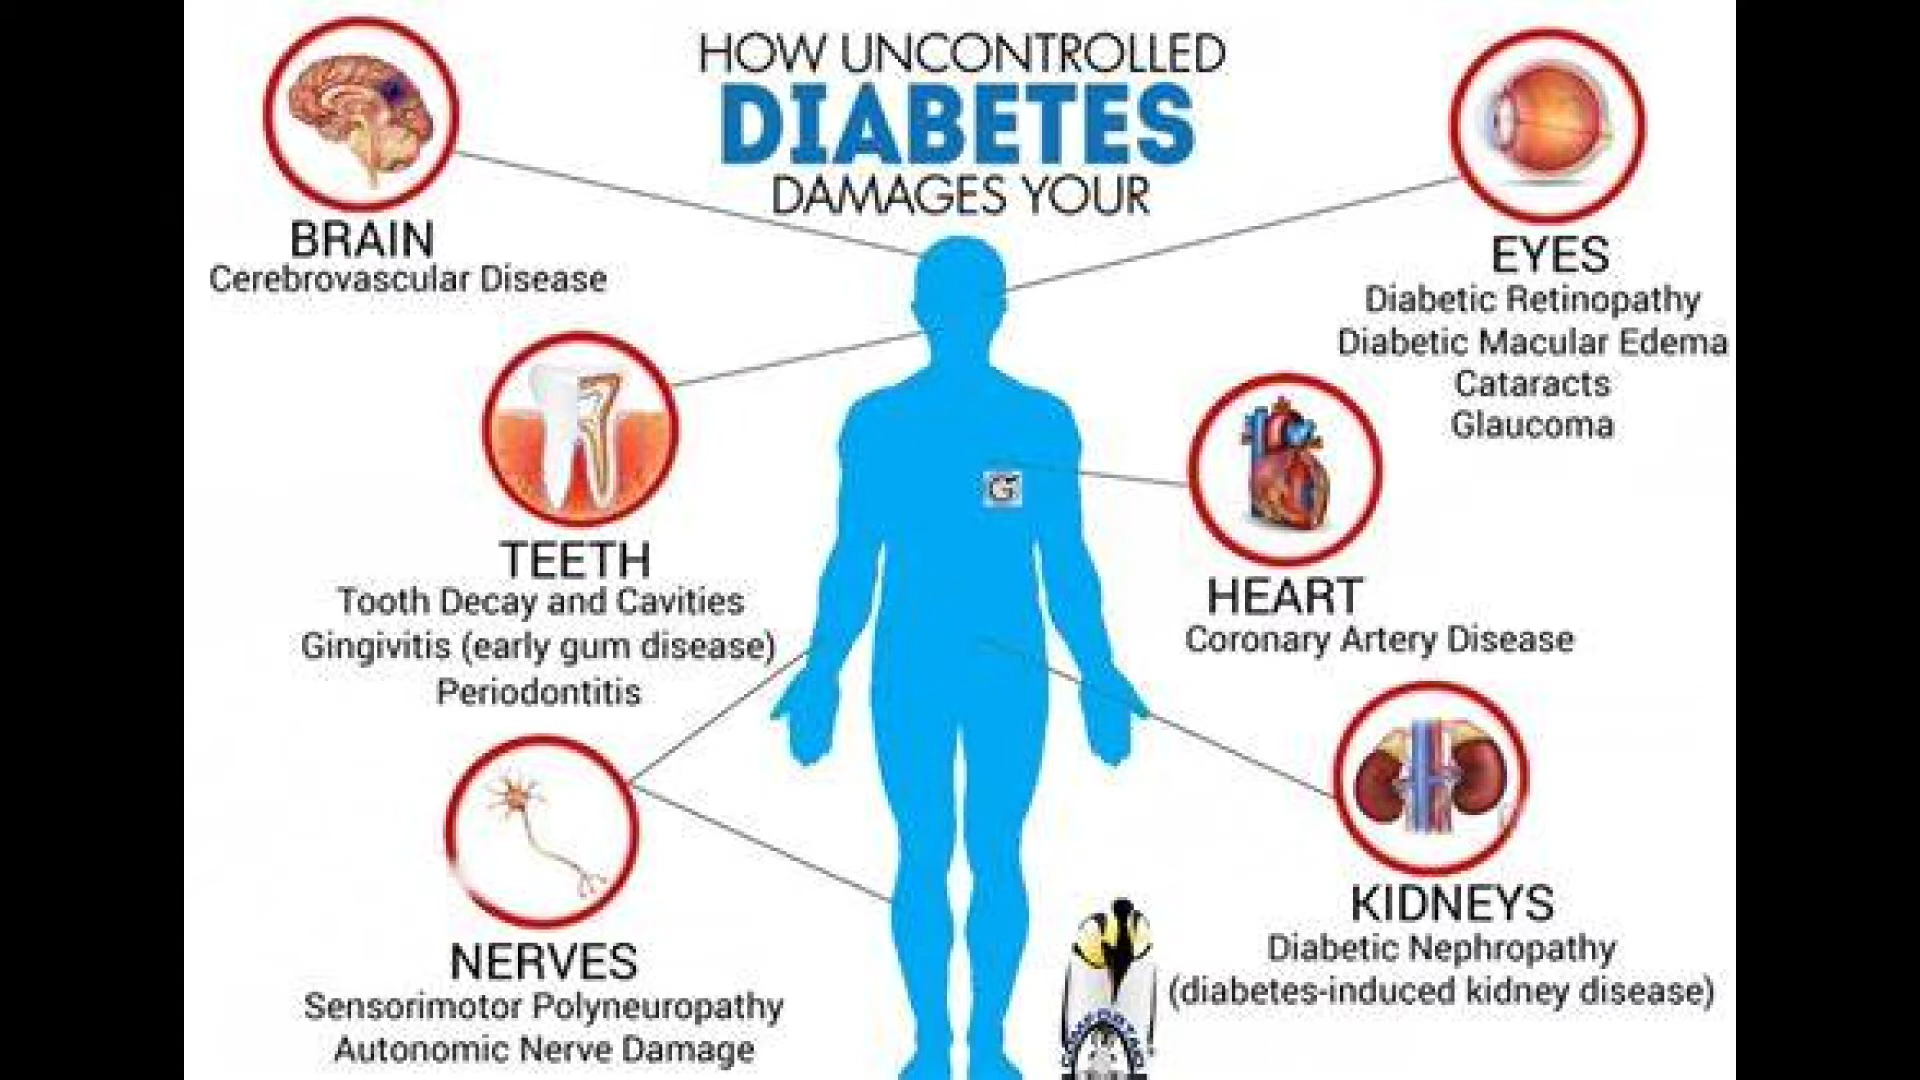 HOW UNCONTROLLED
DIABETES
DAMAGES YOUR
BRAIN
Cerebrovascular Disease
EYES
Diabetic Retinopathy
Diabetic Macular Edema
Cataracts
Glaucoma
TEETH
Tooth Decay and Cavities
Gingivitis (early gum disease)
Periodontitis
G
HEART
Coronary Artery Disease
NERVES
Sensorimotor Polyneuropathy
Autonomic Nerve Damage
KIDNEYS
Diabetic Nephropathy
(diabetes-induced kidney disease)